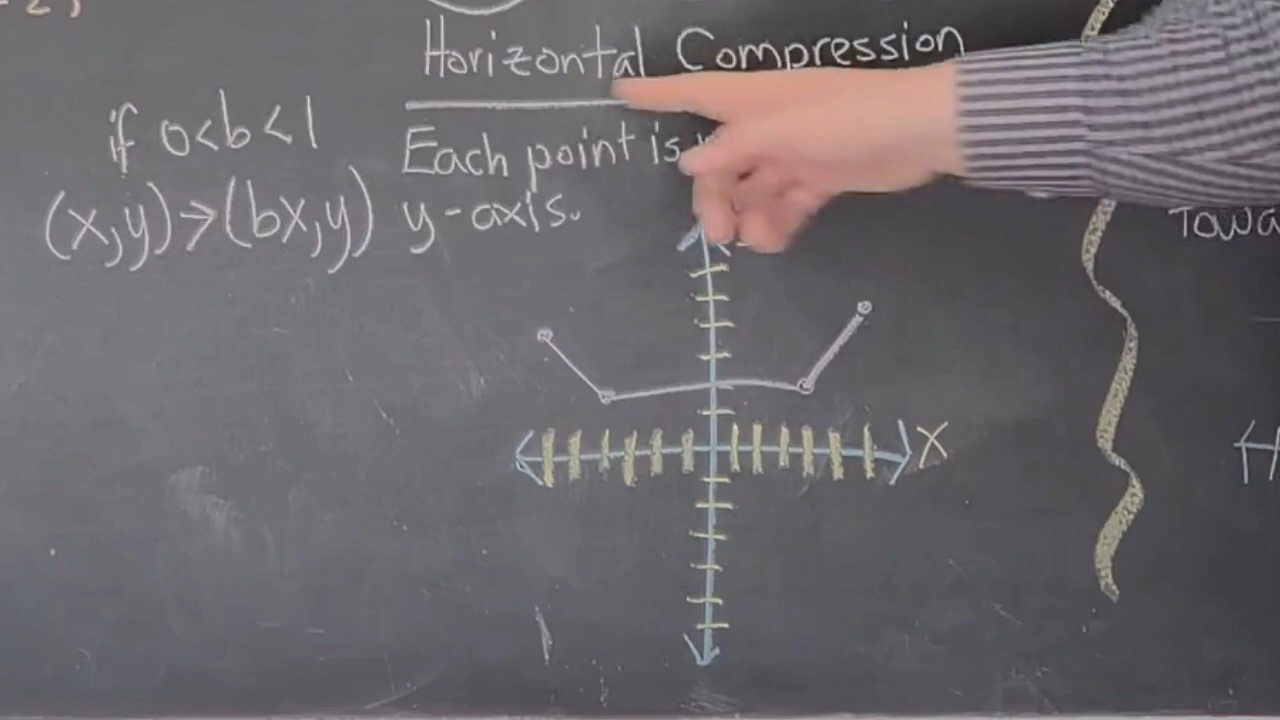 Horizontal Compression
if 0<b<1
Each point is
(x,y)→(bx,y)
y-axis.
X
Towa